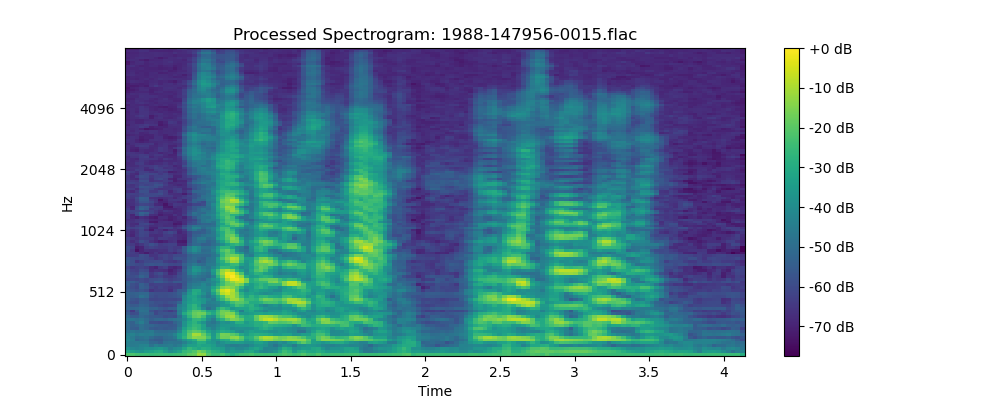 Processed Spectrogram: 1988-147956-0015.flac
Hz
4096
2048
1024
512
0
0 0.5 1 1.5 2 2.5 3 3.5 4
Time
+0 dB
-10 dB
-20 dB
-30 dB
-40 dB
-50 dB
-60 dB
-70 dB